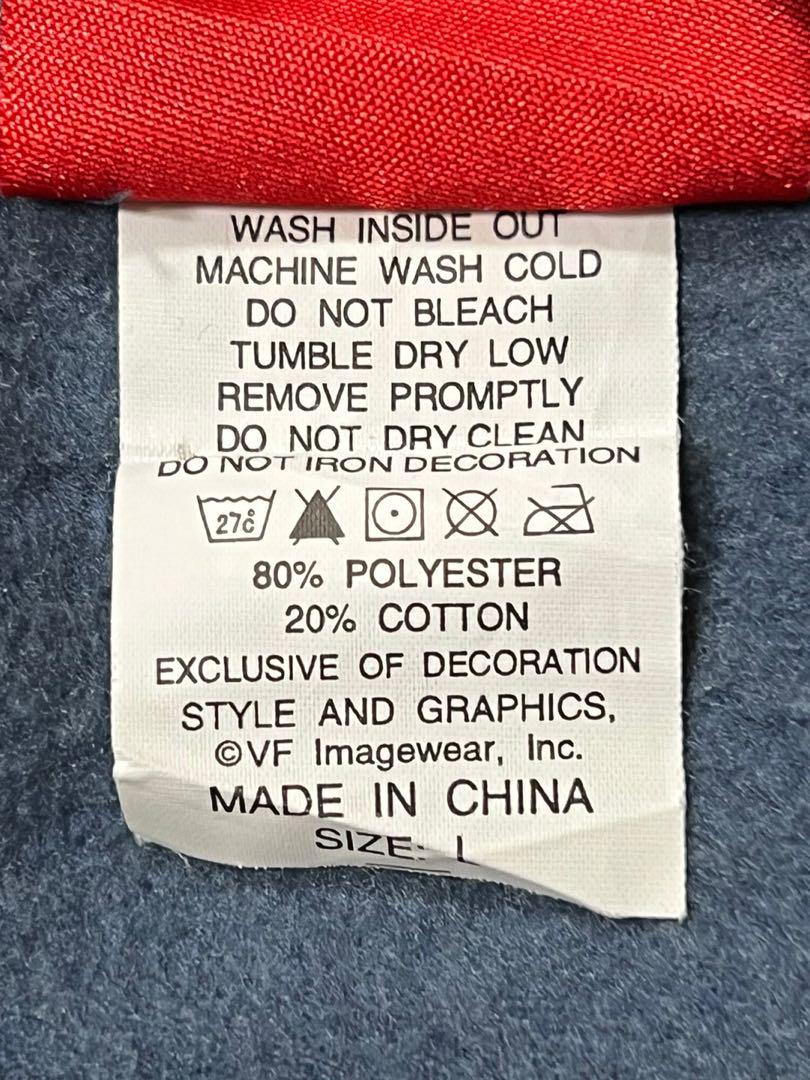 WASH INSIDE OUT
MACHINE WASH COLD
DO NOT BLEACH
TUMBLE DRY LOW
REMOVE PROMPTLY
DO NOT DRY CLEAN
DO NOT IRON DECORATION
27c
80% POLYESTER
20% COTTON
EXCLUSIVE OF DECORATION
STYLE AND GRAPHICS,
©VF Imagewear, Inc.
MADE IN CHINA
SIZE: L